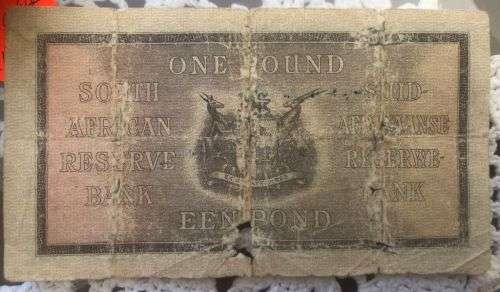 ONE POUND
SOUTH
AFRICAN
RESERVE
BANK
SUID-
AFRIKAANSE
RESERWE-
BANK
EEN POND